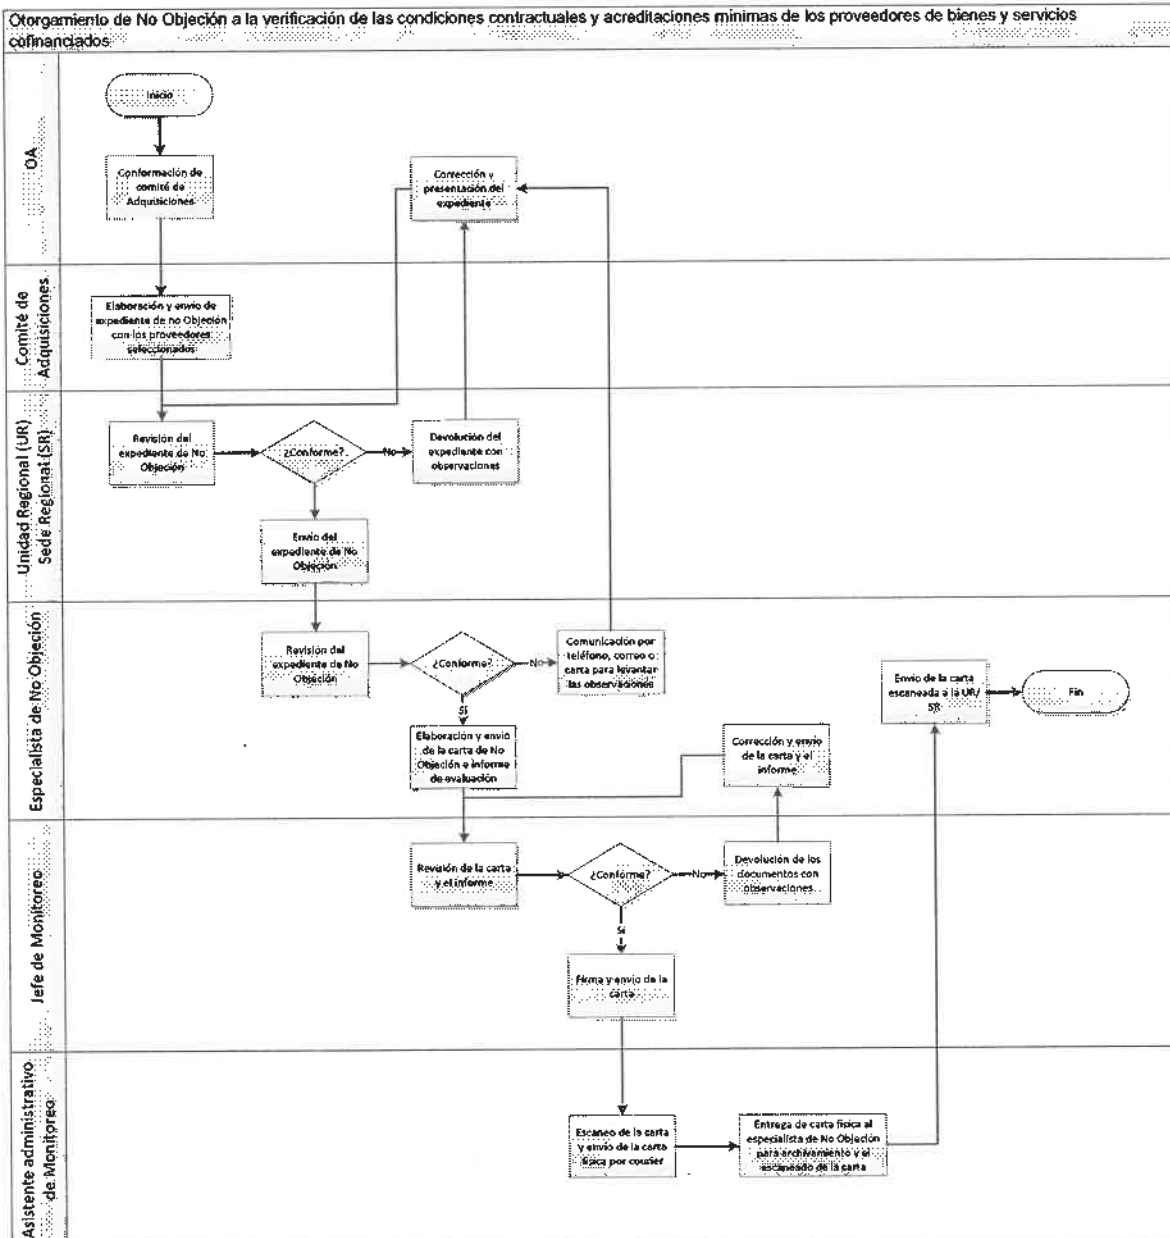 Otorgamiento de No Objeción a la verificación de las condiciones contractuales y acreditaciones mínimas de los proveedores de bienes y servicios
cofinanciados
OA
Inicio
Conformación de
comité de
Adquisiciones
Corrección y
presentación del
expediente
Comité de
Adquisiciones
Elaboración y envío de
expediente de no Objeción
con los proveedores
seleccionados
Unidad Regional (UR)
Sede Regional (SR)
Revisión del
expediente de No
Objeción
¿Conforme?
No
Devolución del
expediente con
observaciones
Envío del
expediente de No
Objeción
Especialista de No Objeción
Revisión del
expediente de No
Objeción
¿Conforme?
No
Comunicación por
teléfono, correo o
carta para levantar
las observaciones
Sí
Elaboración y envío
de la carta de No
Objeción e informe
de evaluación
Corrección y envío
de la carta y el
informe
Envío de la carta
escaneada a la UR/
SR
Fin
Jefe de Monitoreo
Revisión de la carta
y el informe
¿Conforme?
No
Devolución de los
documentos con
observaciones
Sí
Firma y envío de la
carta
Asistente administrativo
de Monitoreo
Escaneo de la carta
y envío de la carta
física por courier
Entrega de carta física al
especialista de No Objeción
para archivamiento y el
escaneado de la carta